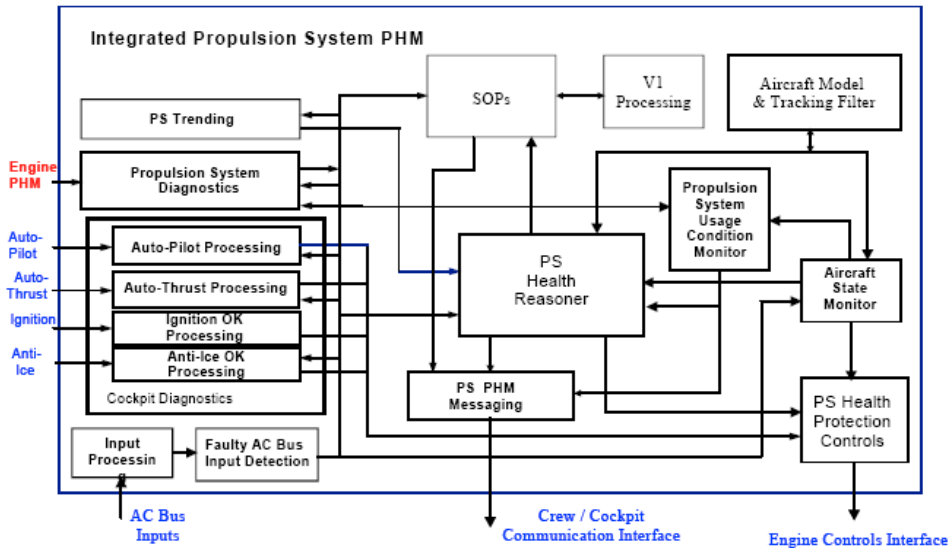 Integrated Propulsion System PHM
SOPs
V1
Processing
Aircraft Model
& Tracking Filter
PS Trending
Engine
PHM
Propulsion System
Diagnostics
Propulsion
System
Usage
Condition
Monitor
Auto-
Pilot
Auto-Pilot Processing
PS
Health
Reasoner
Aircraft
State
Monitor
Auto-
Thrust
Auto-Thrust Processing
Ignition
Ignition OK
Processing
Anti-
Ice
Anti-Ice OK
Processing
Cockpit Diagnostics
PS PHM
Messaging
PS Health
Protection
Controls
Input
Processin
g
Faulty AC Bus
Input Detection
AC Bus
Inputs
Crew / Cockpit
Communication Interface
Engine Controls Interface